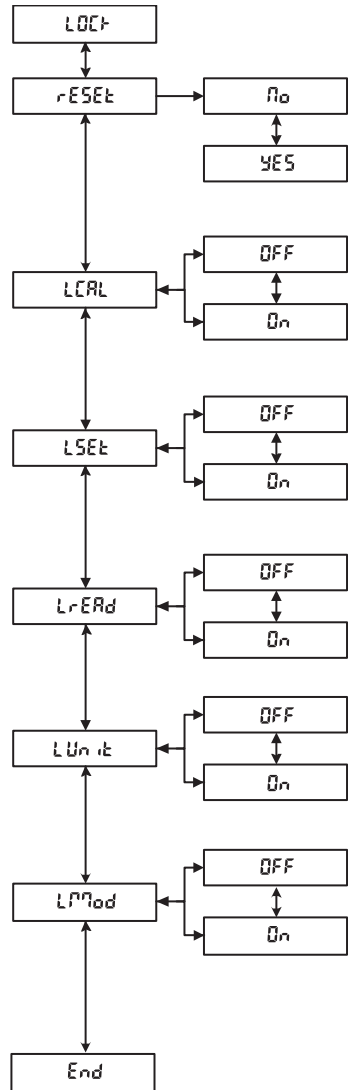 LOCk
rESEt
No
YES
LCAL
OFF
On
LSEt
OFF
On
LrEAd
OFF
On
LUnit
OFF
On
LMod
OFF
On
End